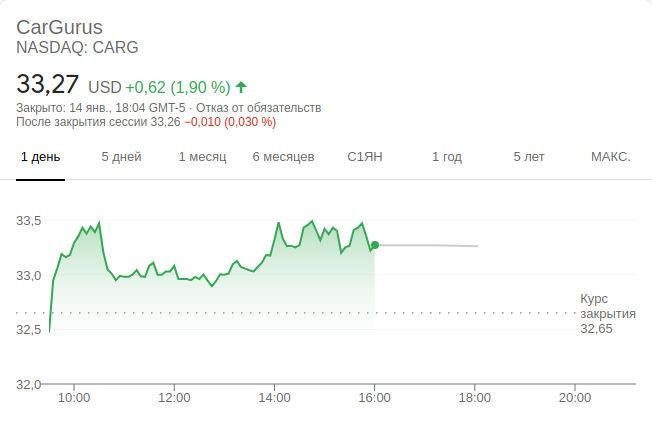 CarGurus
NASDAQ: CARG
33,27 USD +0,62 (1,90 %)
Закрыто: 14 янв., 18:04 GMT-5 · Отказ от обязательств
После закрытия сессии 33,26 −0,010 (0,030 %)
1 день 5 дней 1 месяц 6 месяцев С1ЯН 1 год 5 лет МАКС.
33,5
33,0
Курс
закрытия
32,5 32,65
32,0
10:00 12:00 14:00 16:00 18:00 20:00